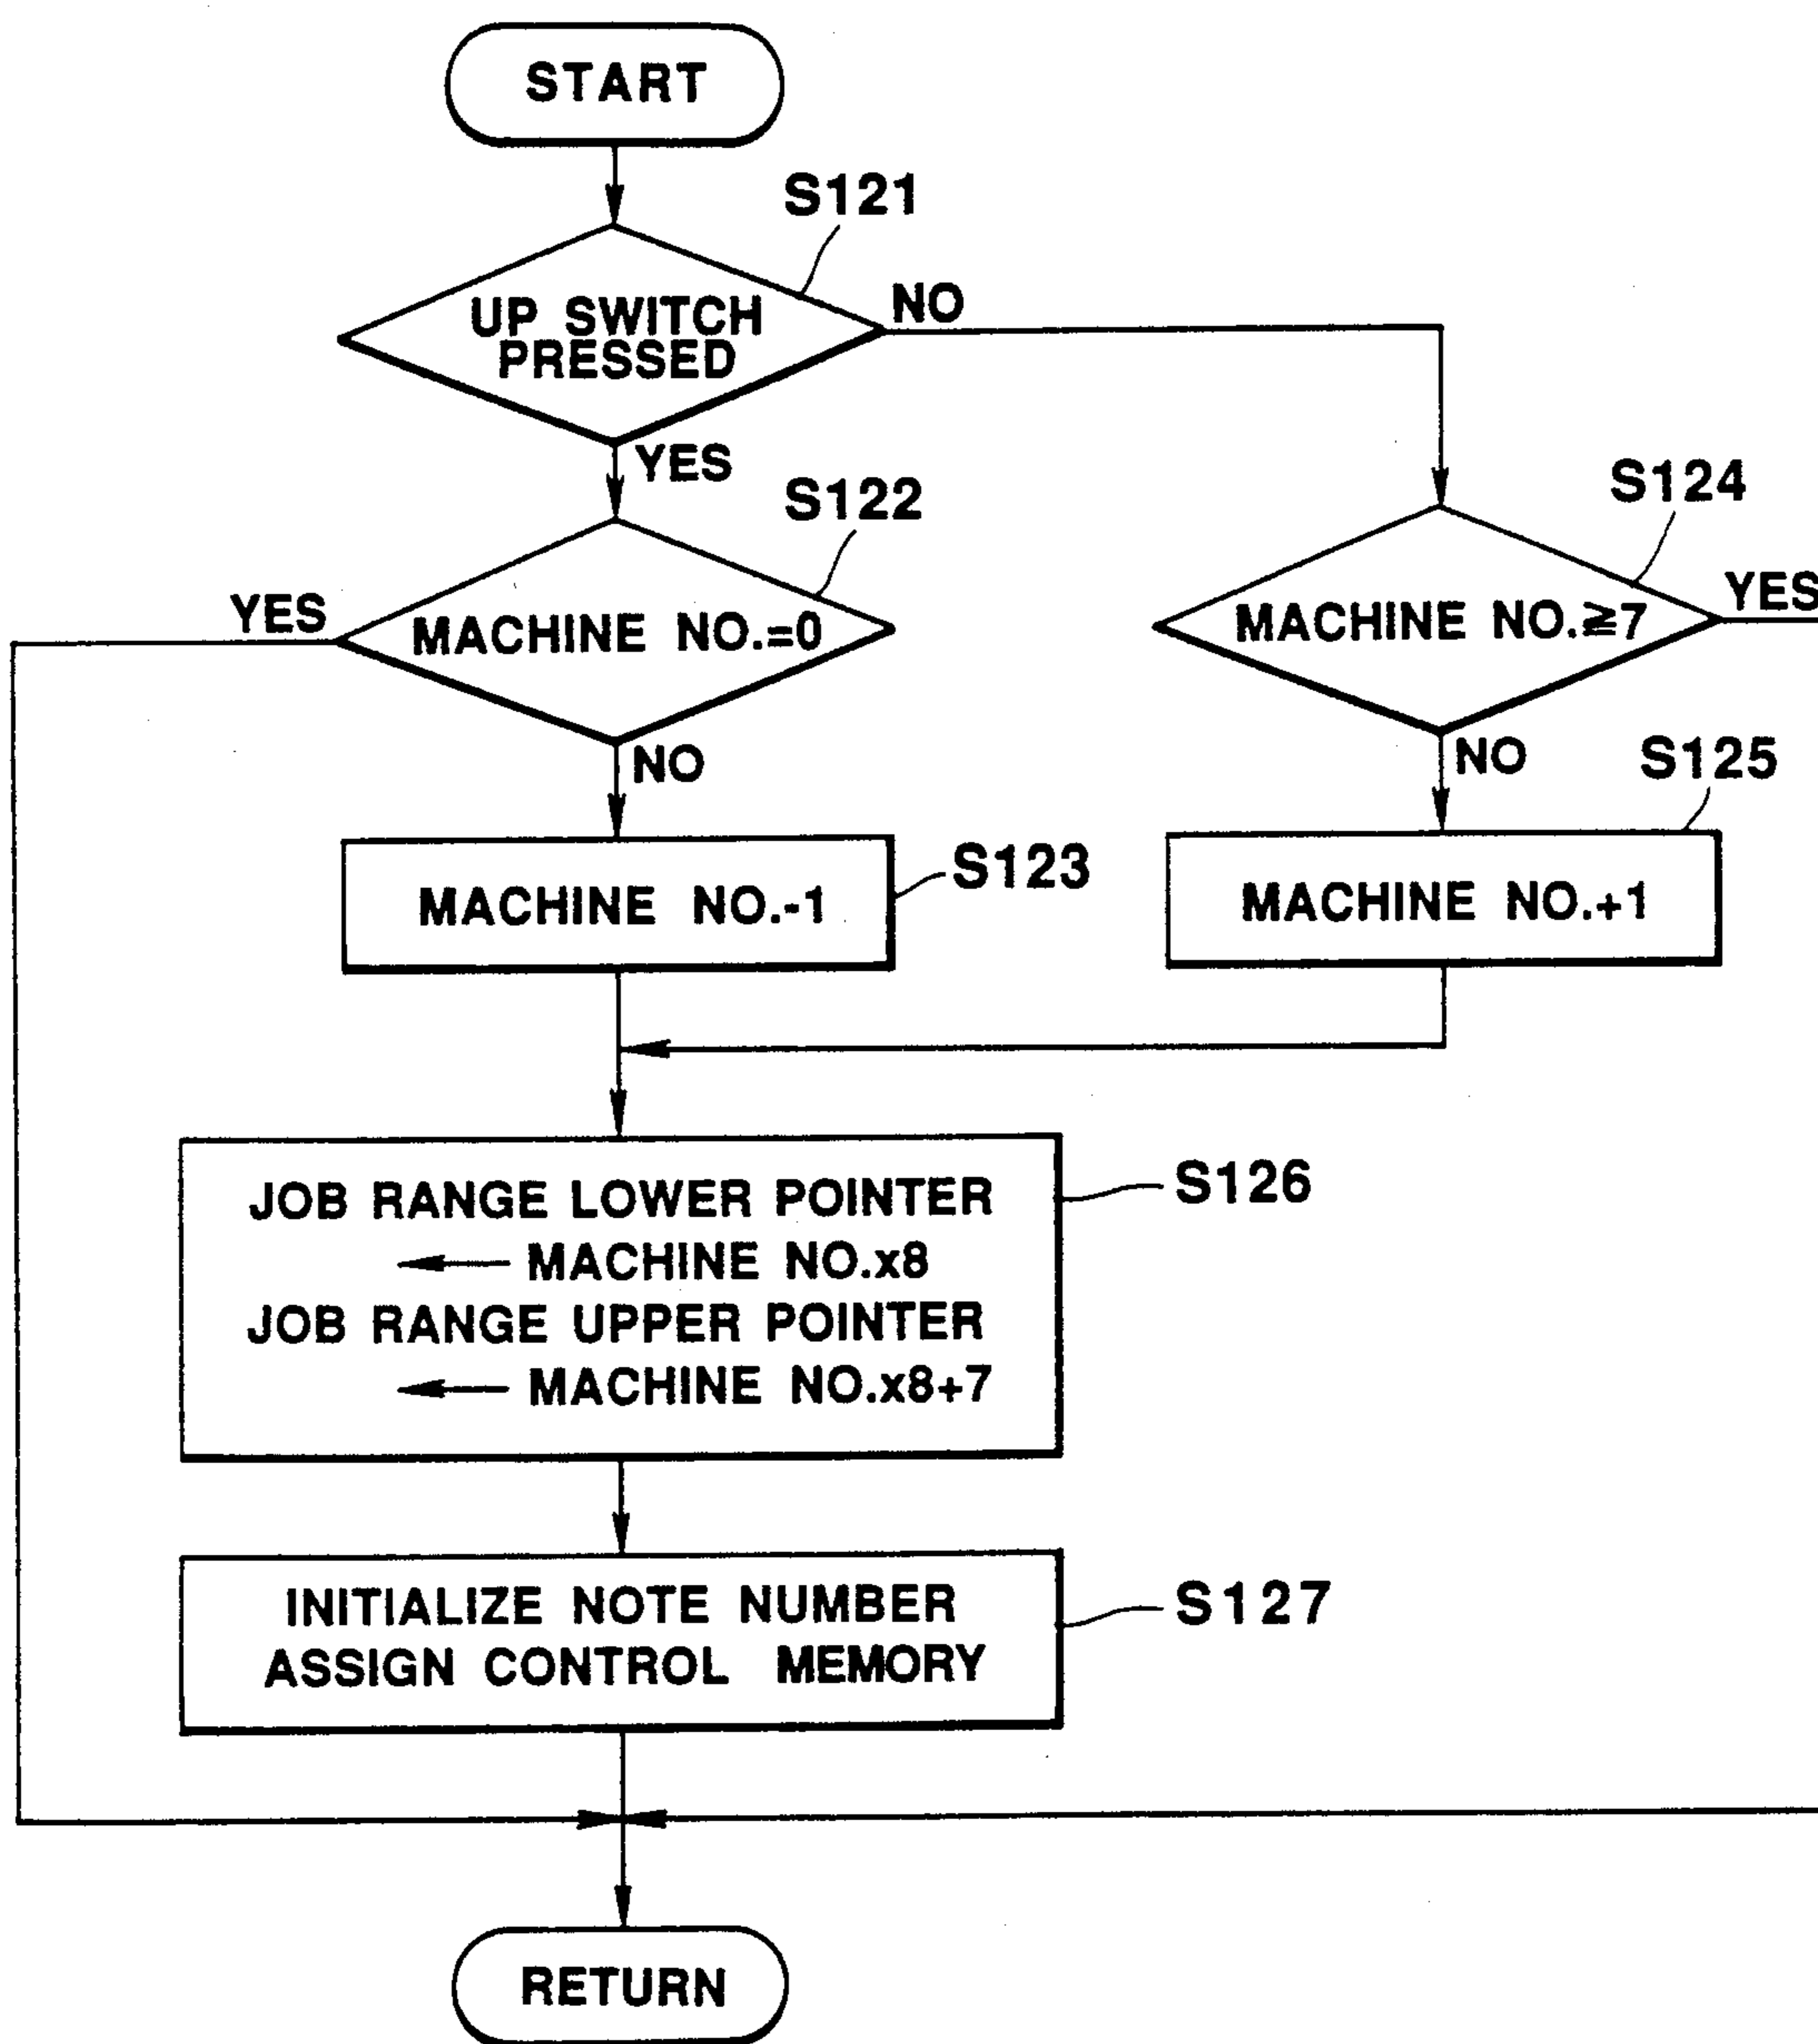 START
S121
UP SWITCH
PRESSED
NO
YES
S122
S124
YES
MACHINE NO.=0
MACHINE NO.≧7
YES
NO
NO
S125
MACHINE NO.-1
S123
MACHINE NO.+1
JOB RANGE LOWER POINTER
← MACHINE NO.x8
JOB RANGE UPPER POINTER
← MACHINE NO.x8+7
S126
INITIALIZE NOTE NUMBER
ASSIGN CONTROL MEMORY
S127
RETURN